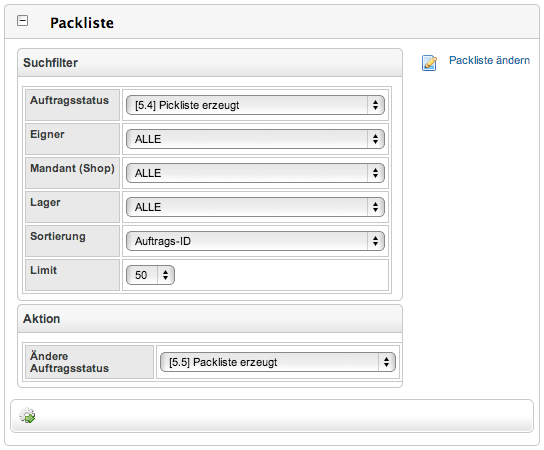 Packliste
Suchfilter
Packliste ändern
Auftragsstatus
[5.4] Pickliste erzeugt
Eigner
ALLE
Mandant (Shop)
ALLE
Lager
ALLE
Sortierung
Auftrags-ID
Limit
50
Aktion
Ändere
Auftragsstatus
[5.5] Packliste erzeugt